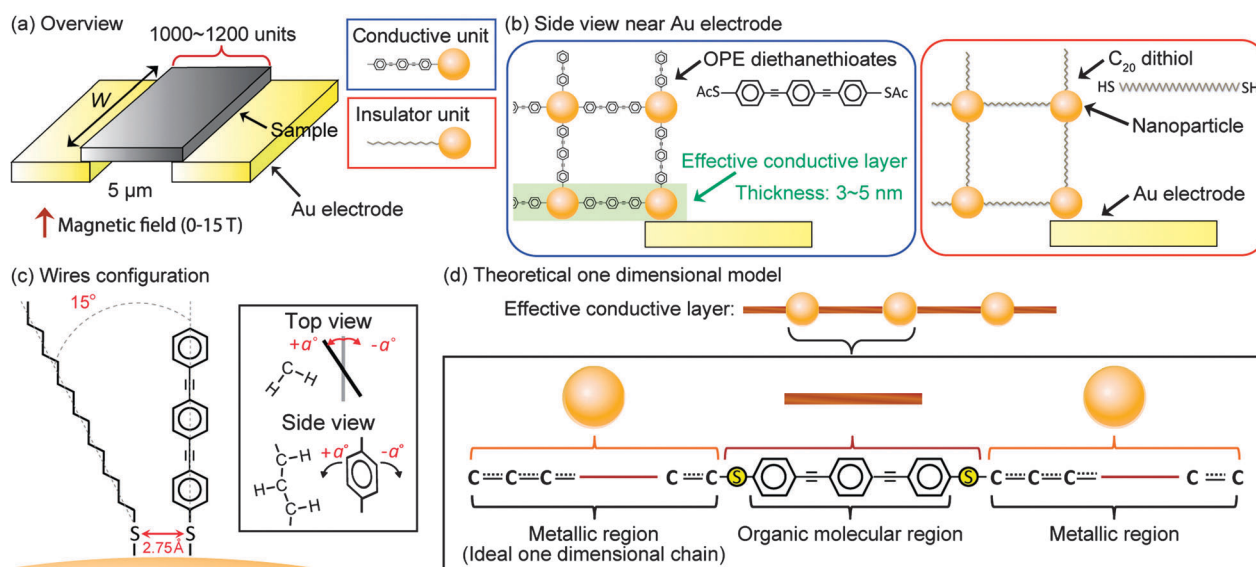 (a) Overview
1000~1200 units
W
Sample
5 µm
Au electrode
Magnetic field (0-15 T)
Conductive unit
Insulator unit
(b) Side view near Au electrode
OPE diethanethioates
AcS
SAc
Effective conductive layer
Thickness: 3~5 nm
C20 dithiol
HS
SH
Nanoparticle
Au electrode
(c) Wires configuration
15°
S
S
2.75Å
Top view
+a°
-a°
C
H
H
Side view
+a°
-a°
H
C
C
C
H
H
(d) Theoretical one dimensional model
Effective conductive layer:
C C C C C S S C C C C C
Metallic region
(Ideal one dimensional chain)
Organic molecular region
Metallic region